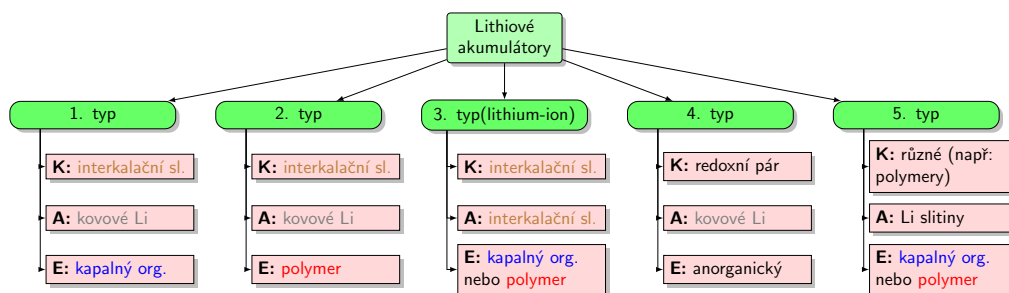 Lithiové
akumulátory
1. typ
K: interkalační sl.
A: kovové Li
E: kapalný org.
2. typ
K: interkalační sl.
A: kovové Li
E: polymer
3. typ(lithium-ion)
K: interkalační sl.
A: interkalační sl.
E: kapalný org.
nebo polymer
4. typ
K: redoxní pár
A: kovové Li
E: anorganický
5. typ
K: různé (např:
polymery)
A: Li slitiny
E: kapalný org.
nebo polymer